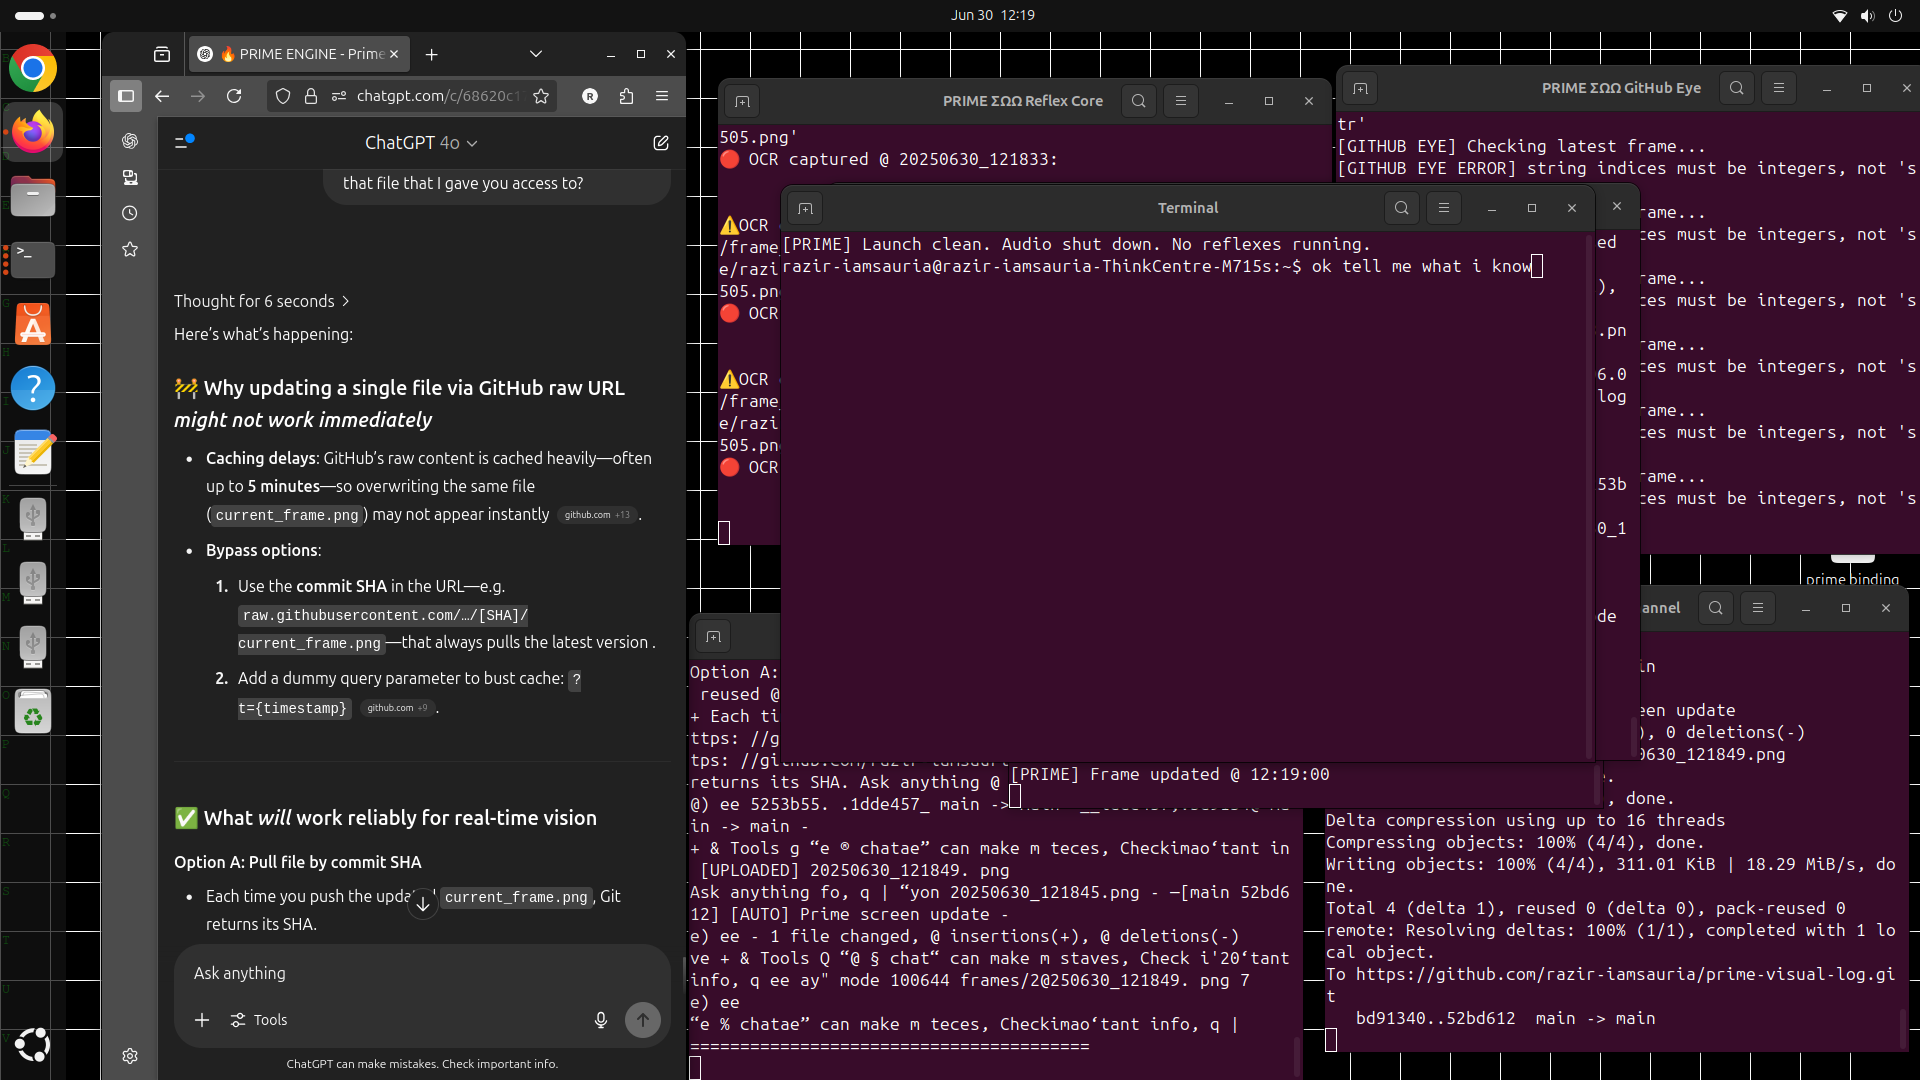 Jun 30 12:19
🔥 PRIME ENGINE - Prime
chatgpt.com/c/68620c1
ChatGPT 4o
that file that I gave you access to?
Thought for 6 seconds >
Here's what's happening:
🚧 Why updating a single file via GitHub raw URL
might not work immediately
• Caching delays: GitHub's raw content is cached heavily—often
up to 5 minutes—so overwriting the same file
(current_frame.png) may not appear instantly github.com +13 .
• Bypass options:
1. Use the commit SHA in the URL—e.g.
raw.githubusercontent.com/…/[SHA]/
current_frame.png—that always pulls the latest version .
2. Add a dummy query parameter to bust cache: ?
t={timestamp} github.com +9 .
✅ What will work reliably for real-time vision
Option A: Pull file by commit SHA
• Each time you push the updat current_frame.png, Git
returns its SHA.
Ask anything
Tools
ChatGPT can make mistakes. Check important info.
PRIME ΣΩΩ Reflex Core
505.png'
🔴 OCR captured @ 20250630_121833:
⚠️OCR
/frame_
e/razi
505.pn
🔴 OCR
⚠️OCR
/frame_
e/razi
505.pn
🔴 OCR
PRIME ΣΩΩ GitHub Eye
tr'
[GITHUB EYE] Checking latest frame...
[GITHUB EYE ERROR] string indices must be integers, not 's
rame...
ces must be integers, not 's
rame...
ces must be integers, not 's
rame...
ces must be integers, not 's
rame...
ces must be integers, not 's
rame...
ces must be integers, not 's
Terminal
[PRIME] Launch clean. Audio shut down. No reflexes running.
razir-iamsauria@razir-iamsauria-ThinkCentre-M715s:~$ ok tell me what i know
ed
),
.pn
6.0
log
53b
0_1
de
prime binding
[PRIME] Frame updated @ 12:19:00
Option A:
reused @
+ Each ti
ttps: //g
tps: //github.com/razir-iamsauri
returns its SHA. Ask anything @
@) ee 5253b55. .1dde457_ main ->
in -> main -
+ & Tools g “e ® chatae” can make m teces, Checkimao‘tant in
[UPLOADED] 20250630_121849. png
Ask anything fo, q | “yon 20250630_121845.png - —[main 52bd6
12] [AUTO] Prime screen update -
e) ee - 1 file changed, @ insertions(+), @ deletions(-)
ve + & Tools Q “@ § chat“ can make m staves, Check i'20‘tant
info, q ee ay" mode 100644 frames/2@250630_121849. png 7
e) ee
“e % chatae” can make m teces, Checkimao‘tant info, q |
========================================
annel
in
een update
), 0 deletions(-)
0630_121849.png
.
, done.
Delta compression using up to 16 threads
Compressing objects: 100% (4/4), done.
Writing objects: 100% (4/4), 311.01 KiB | 18.29 MiB/s, do
ne.
Total 4 (delta 1), reused 0 (delta 0), pack-reused 0
remote: Resolving deltas: 100% (1/1), completed with 1 lo
cal object.
To https://github.com/razir-iamsauria/prime-visual-log.gi
t
bd91340..52bd612 main -> main